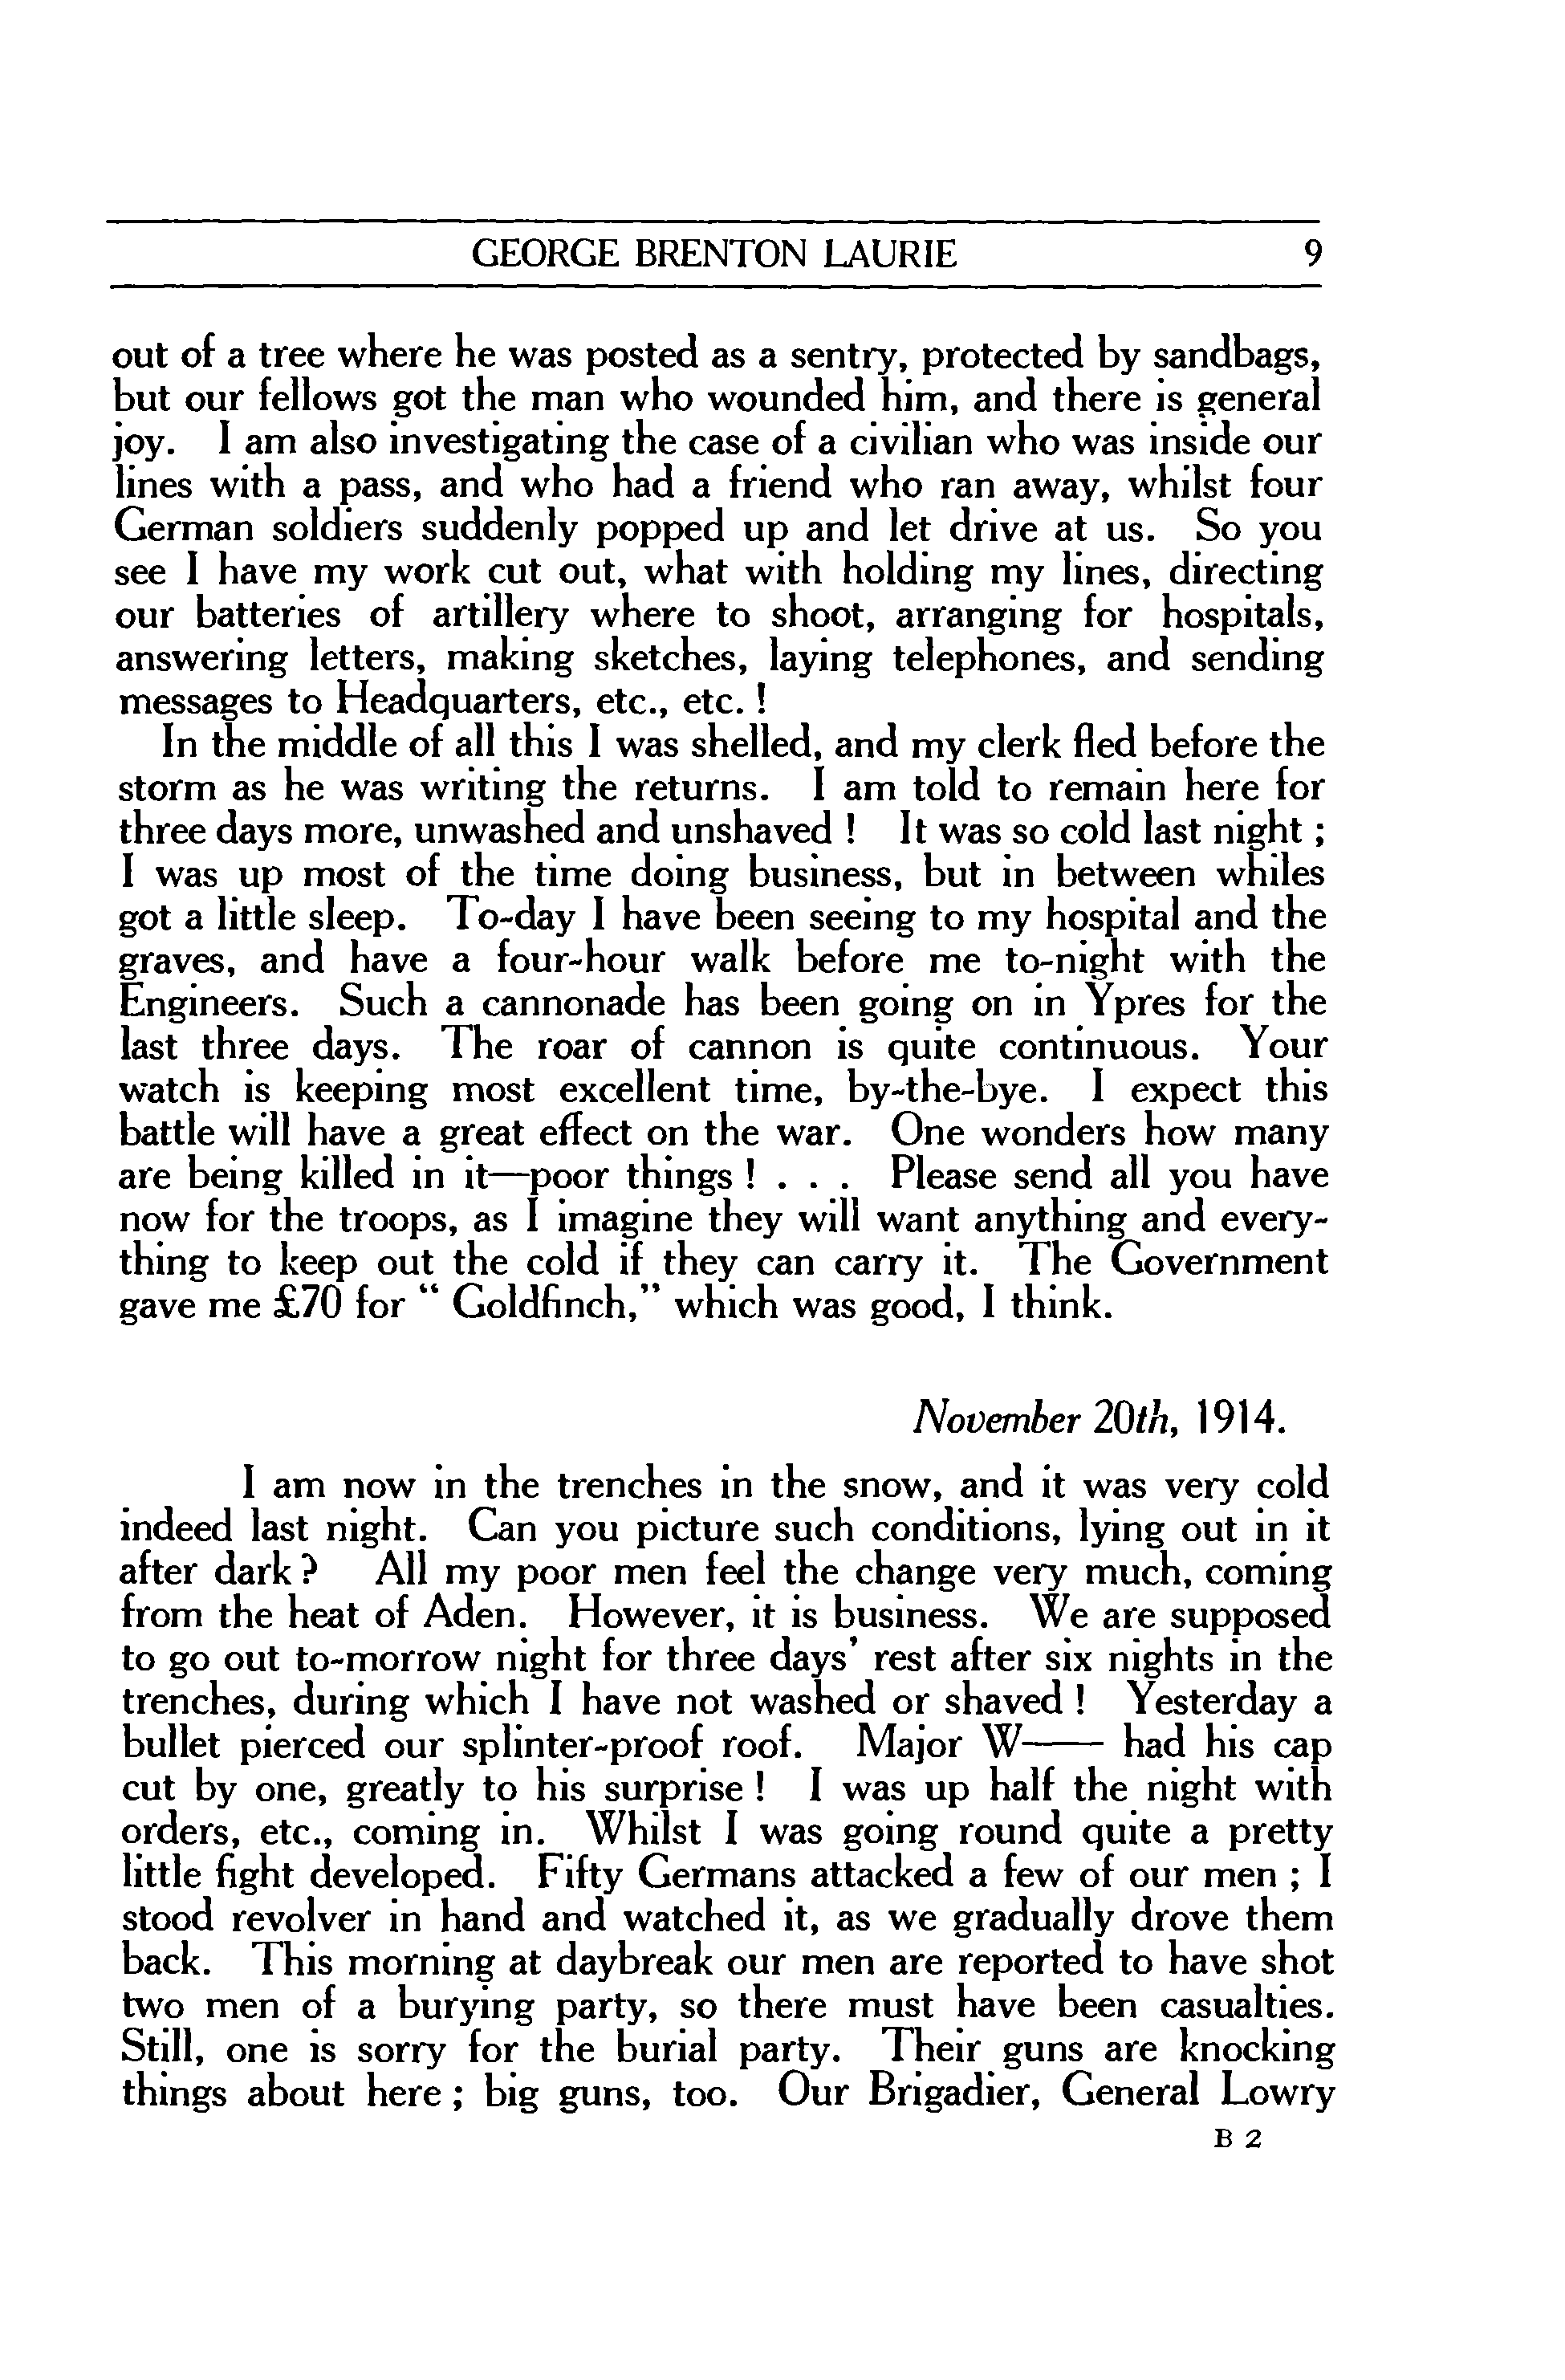 GEORGE BRENTON LAURIE 9
out of a tree where he was posted as a sentry, protected by sandbags,
but our fellows got the man who wounded him, and there is general
joy. I am also investigating the case of a civilian who was inside our
lines with a pass, and who had a friend who ran away, whilst four
German soldiers suddenly popped up and let drive at us. So you
see I have my work cut out, what with holding my lines, directing
our batteries of artillery where to shoot, arranging for hospitals,
answering letters, making sketches, laying telephones, and sending
messages to Headquarters, etc., etc. !
In the middle of all this I was shelled, and my clerk fled before the
storm as he was writing the returns. I am told to remain here for
three days more, unwashed and unshaved ! It was so cold last night ;
I was up most of the time doing business, but in between whiles
got a little sleep. To-day I have been seeing to my hospital and the
graves, and have a four-hour walk before me to-night with the
Engineers. Such a cannonade has been going on in Ypres for the
last three days. The roar of cannon is quite continuous. Your
watch is keeping most excellent time, by-the-bye. I expect this
battle will have a great effect on the war. One wonders how many
are being killed in it—poor things ! . . . Please send all you have
now for the troops, as I imagine they will want anything and every-
thing to keep out the cold if they can carry it. The Government
gave me £70 for “ Goldfinch,” which was good, I think.
November 20th, 1914.
I am now in the trenches in the snow, and it was very cold
indeed last night. Can you picture such conditions, lying out in it
after dark ? All my poor men feel the change very much, coming
from the heat of Aden. However, it is business. We are supposed
to go out to-morrow night for three days’ rest after six nights in the
trenches, during which I have not washed or shaved ! Yesterday a
bullet pierced our splinter-proof roof. Major W—— had his cap
cut by one, greatly to his surprise ! I was up half the night with
orders, etc., coming in. Whilst I was going round quite a pretty
little fight developed. Fifty Germans attacked a few of our men ; I
stood revolver in hand and watched it, as we gradually drove them
back. This morning at daybreak our men are reported to have shot
two men of a burying party, so there must have been casualties.
Still, one is sorry for the burial party. Their guns are knocking
things about here ; big guns, too. Our Brigadier, General Lowry
B 2